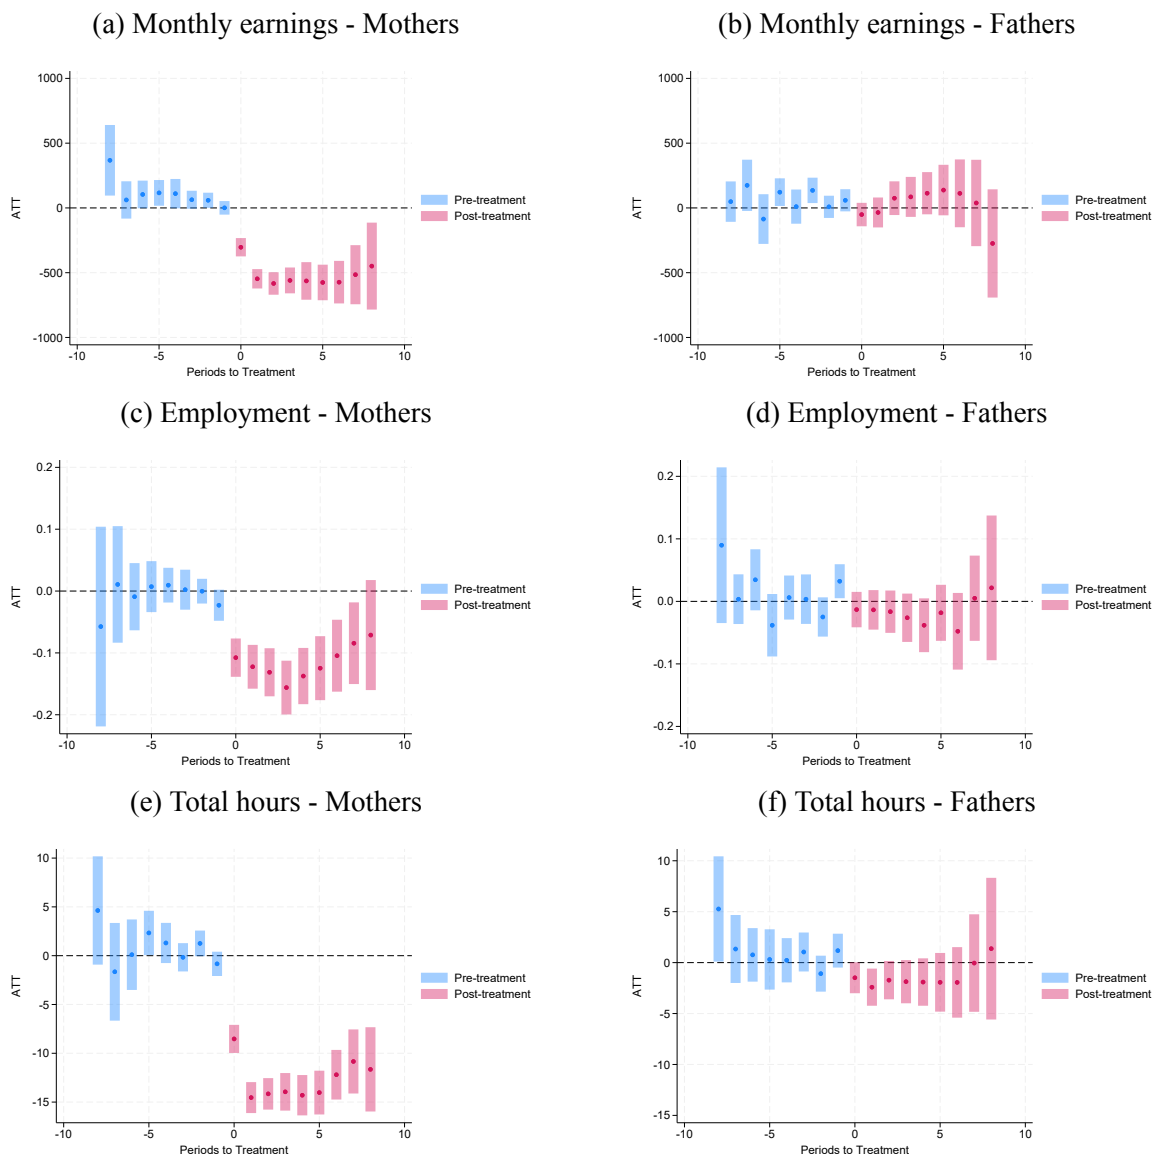 (a) Monthly earnings - Mothers
1000
500
0
-500
-1000
ATT
-10
-5
0
5
10
Periods to Treatment
Pre-treatment
Post-treatment
(b) Monthly earnings - Fathers
1000
500
0
-500
-1000
ATT
-10
-5
0
5
10
Periods to Treatment
Pre-treatment
Post-treatment
(c) Employment - Mothers
0.2
0.1
0.0
-0.1
-0.2
ATT
-10
-5
0
5
10
Periods to Treatment
Pre-treatment
Post-treatment
(d) Employment - Fathers
0.2
0.1
0.0
-0.1
-0.2
ATT
-10
-5
0
5
10
Periods to Treatment
Pre-treatment
Post-treatment
(e) Total hours - Mothers
10
5
0
-5
-10
-15
ATT
-10
-5
0
5
10
Periods to Treatment
Pre-treatment
Post-treatment
(f) Total hours - Fathers
10
5
0
-5
-10
-15
ATT
-10
-5
0
5
10
Periods to Treatment
Pre-treatment
Post-treatment